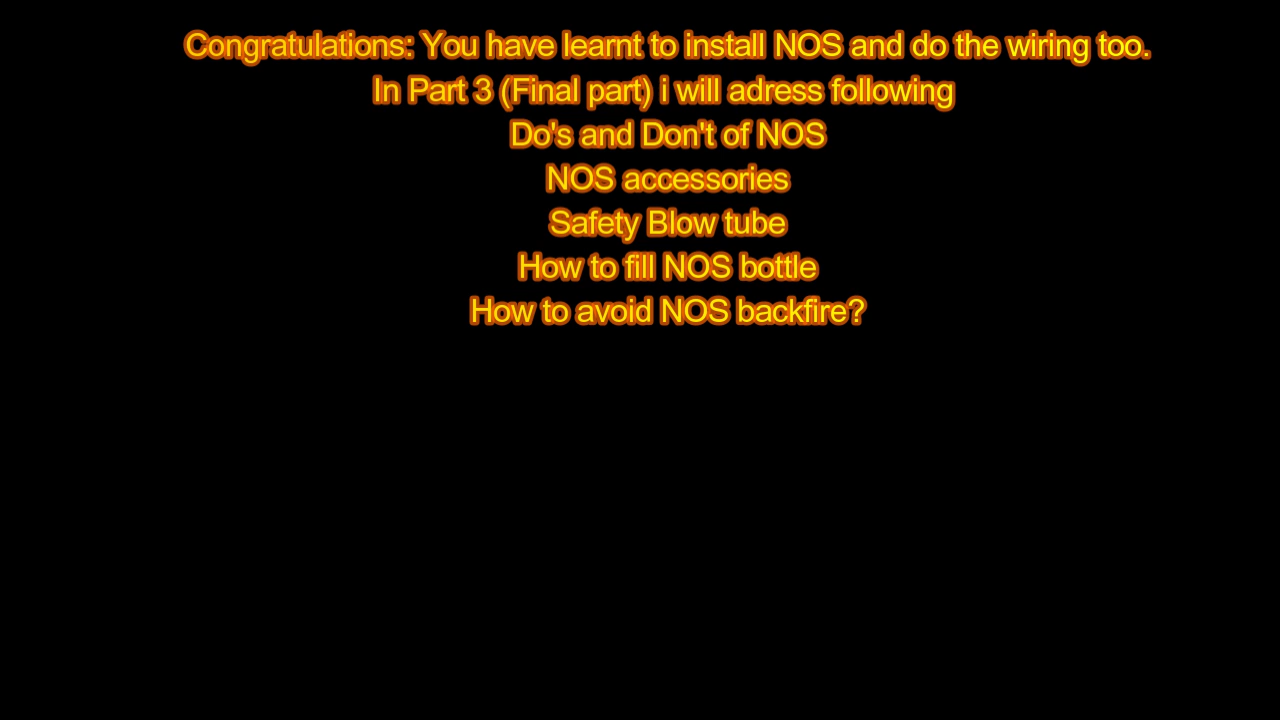 Congratulations: You have learnt to install NOS and do the wiring too.
In Part 3 (Final part) i will adress following
Do's and Don't of NOS
NOS accessories
Safety Blow tube
How to fill NOS bottle
How to avoid NOS backfire?